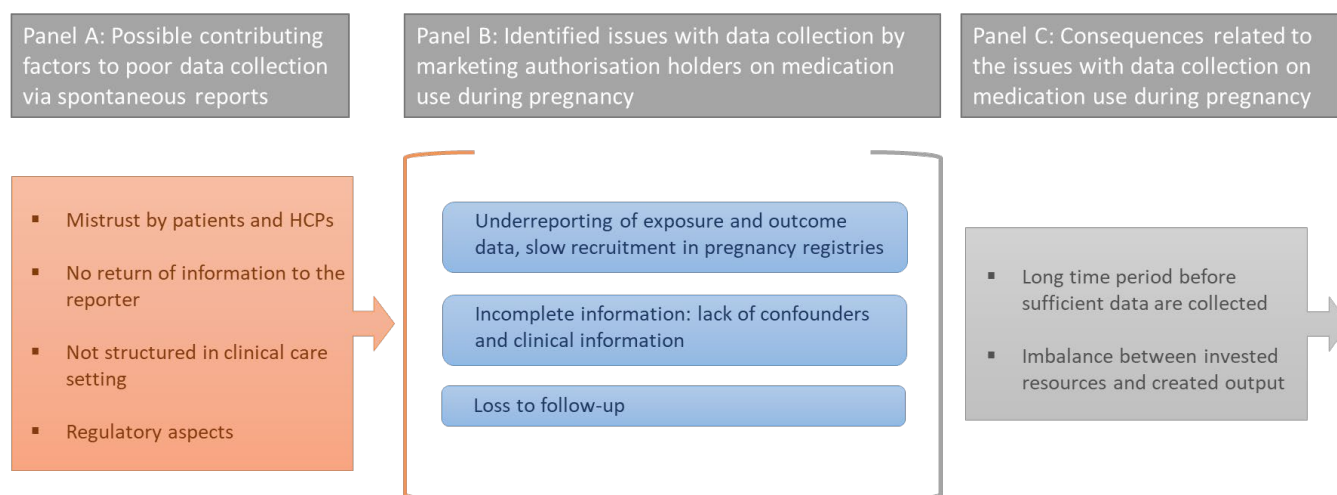 Panel A: Possible contributing
factors to poor data collection
via spontaneous reports
Panel B: Identified issues with data collection by
marketing authorisation holders on medication
use during pregnancy
Panel C: Consequences related to
the issues with data collection on
medication use during pregnancy
▪ Mistrust by patients and HCPs
▪ No return of information to the
reporter
▪ Not structured in clinical care
setting
▪ Regulatory aspects
Underreporting of exposure and outcome
data, slow recruitment in pregnancy registries
Incomplete information: lack of confounders
and clinical information
Loss to follow-up
▪ Long time period before
sufficient data are collected
▪ Imbalance between invested
resources and created output